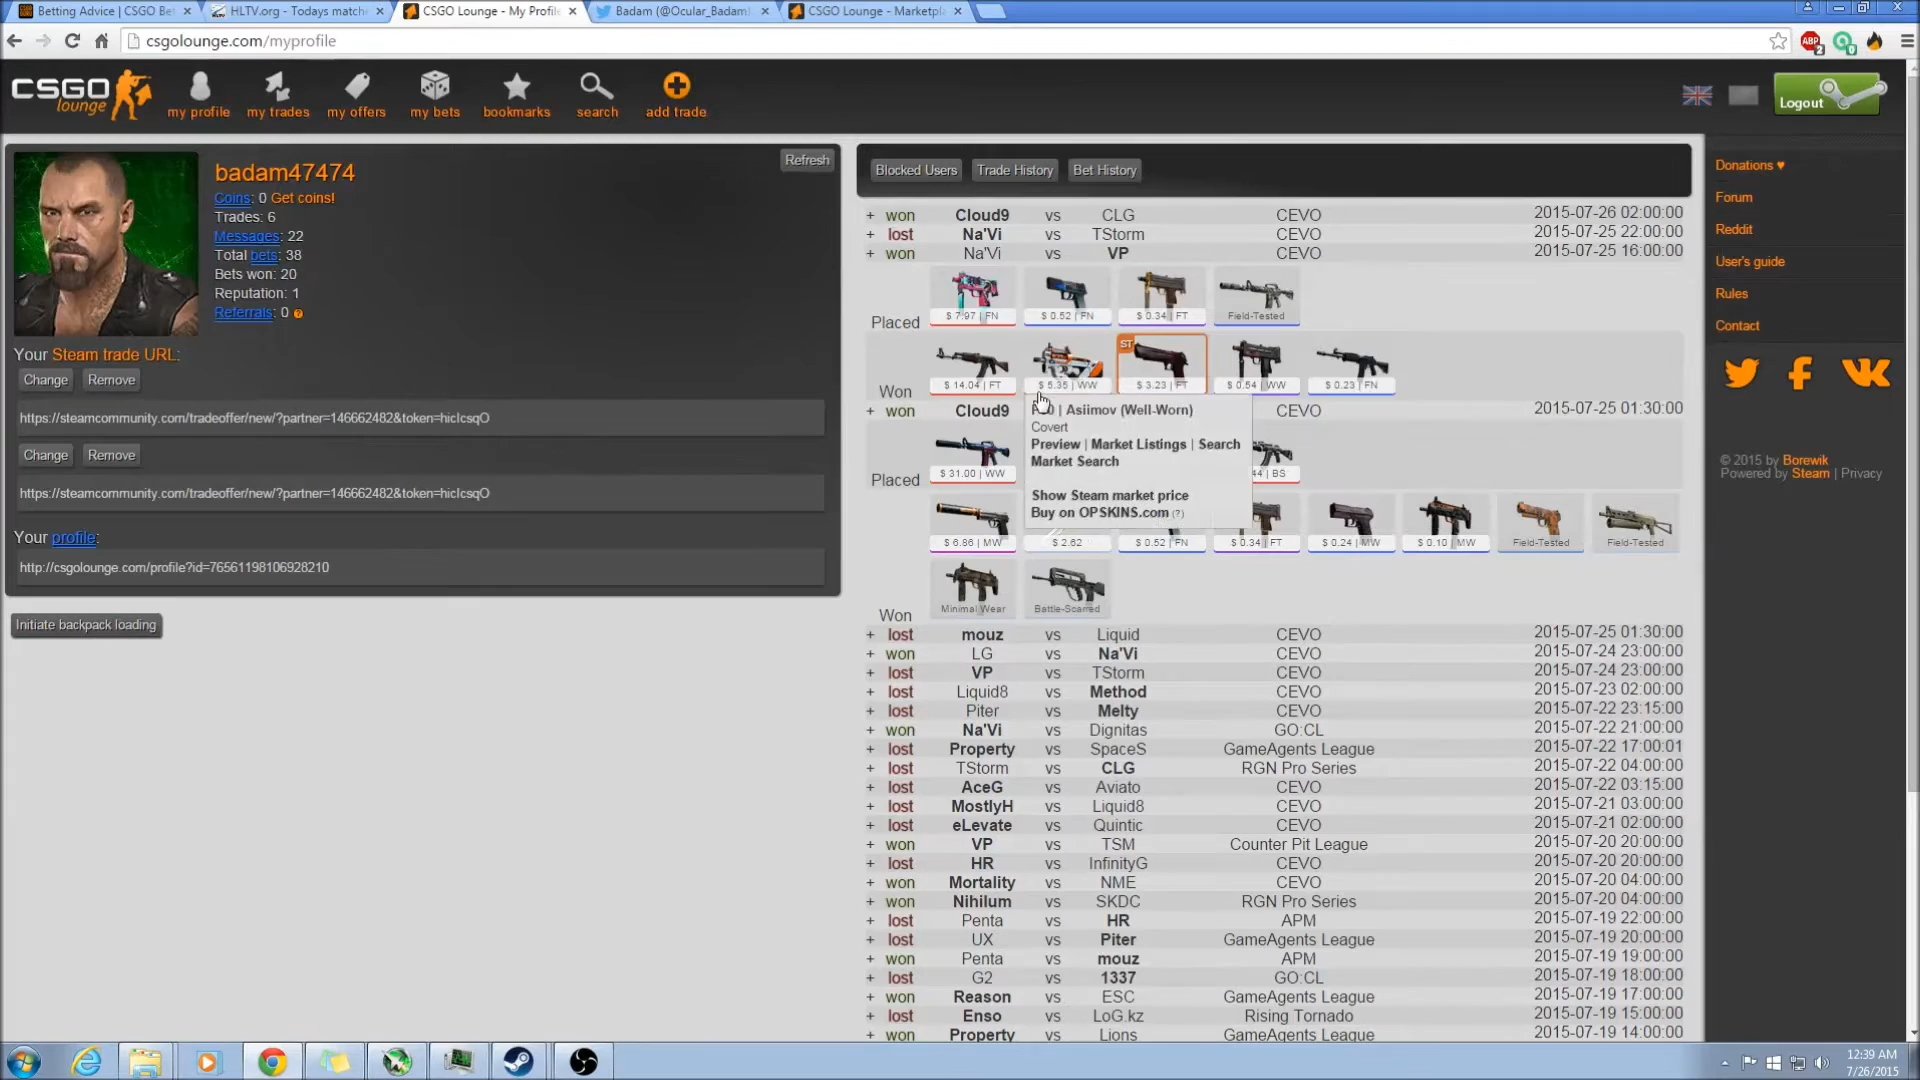 Betting Advice | CSGO Bet
HLTV.org - Todays match
CSGO Lounge - My Profile
Badam (@Ocular_Badam)
CSGO Lounge - Marketpl
csgolounge.com/myprofile
CSGO lounge
my profile
my trades
my offers
my bets
bookmarks
search
add trade
Logout
badam47474
Refresh
Coins: 0 Get coins!
Trades: 6
Messages: 22
Total bets: 38
Bets won: 20
Reputation: 1
Referrals: 0
Your Steam trade URL:
Change Remove
https://steamcommunity.com/tradeoffer/new/?partner=146662482&token=hicIcsqO
Change Remove
https://steamcommunity.com/tradeoffer/new/?partner=146662482&token=hicIcsqO
Your profile:
http://csgolounge.com/profile?id=76561198106928210
Initiate backpack loading
Blocked Users Trade History Bet History
+ won Cloud9 vs CLG CEVO 2015-07-26 02:00:00
+ lost Na'Vi vs TStorm CEVO 2015-07-25 22:00:00
+ won Na'Vi vs VP CEVO 2015-07-25 16:00:00
Placed $ 7.97 | FN $ 0.52 | FN $ 0.34 | FT Field-Tested
Won $ 14.04 | FT $ 5.35 | WW ST $ 3.23 | FT $ 0.54 | WW $ 0.23 | FN
+ won Cloud9 CEVO 2015-07-25 01:30:00
| Asiimov (Well-Worn)
Covert
Preview | Market Listings | Search
Market Search
Show Steam market price
Buy on OPSKINS.com (?)
Placed $ 31.00 | WW 44 | BS
$ 6.86 | MW $ 2.62 $ 0.52 | FN $ 0.34 | FT $ 0.24 | MW $ 0.10 | MW Field-Tested Field-Tested
Won Minimal Wear Battle-Scarred
+ lost mouz vs Liquid CEVO 2015-07-25 01:30:00
+ won LG vs Na'Vi CEVO 2015-07-24 23:00:00
+ lost VP vs TStorm CEVO 2015-07-24 23:00:00
+ lost Liquid8 vs Method CEVO 2015-07-23 02:00:00
+ lost Piter vs Melty CEVO 2015-07-22 23:15:00
+ won Na'Vi vs Dignitas GO:CL 2015-07-22 21:00:00
+ lost Property vs SpaceS GameAgents League 2015-07-22 17:00:01
+ lost TStorm vs CLG RGN Pro Series 2015-07-22 04:00:00
+ lost AceG vs Aviato CEVO 2015-07-22 03:15:00
+ lost MostlyH vs Liquid8 CEVO 2015-07-21 03:00:00
+ lost eLevate vs Quintic CEVO 2015-07-21 02:00:00
+ won VP vs TSM Counter Pit League 2015-07-20 20:00:00
+ lost HR vs InfinityG CEVO 2015-07-20 20:00:00
+ won Mortality vs NME CEVO 2015-07-20 04:00:00
+ won Nihilum vs SKDC RGN Pro Series 2015-07-20 04:00:00
+ lost Penta vs HR APM 2015-07-19 22:00:00
+ lost UX vs Piter GameAgents League 2015-07-19 20:00:00
+ won Penta vs mouz APM 2015-07-19 19:00:00
+ lost G2 vs 1337 GO:CL 2015-07-19 18:00:00
+ won Reason vs ESC GameAgents League 2015-07-19 17:00:00
+ lost Enso vs LoG.kz Rising Tornado 2015-07-19 15:00:00
+ won Property vs Lions GameAgents League 2015-07-19 14:00:00
Donations ♥
Forum
Reddit
User's guide
Rules
Contact
© 2015 by Borewik
Powered by Steam | Privacy
12:39 AM
7/26/2015